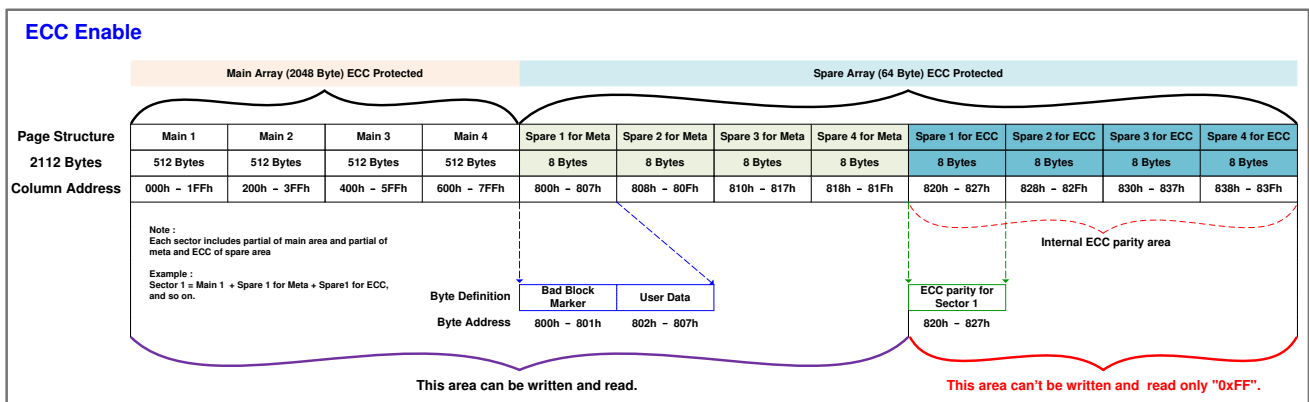 ECC Enable
Main Array (2048 Byte) ECC Protected
Spare Array (64 Byte) ECC Protected
Page Structure Main 1 Main 2 Main 3 Main 4 Spare 1 for Meta Spare 2 for Meta Spare 3 for Meta Spare 4 for Meta Spare 1 for ECC Spare 2 for ECC Spare 3 for ECC Spare 4 for ECC
2112 Bytes 512 Bytes 512 Bytes 512 Bytes 512 Bytes 8 Bytes 8 Bytes 8 Bytes 8 Bytes 8 Bytes 8 Bytes 8 Bytes 8 Bytes
Column Address 000h - 1FFh 200h - 3FFh 400h - 5FFh 600h - 7FFh 800h - 807h 808h - 80Fh 810h - 817h 818h - 81Fh 820h - 827h 828h - 82Fh 830h - 837h 838h - 83Fh
Note :
Each sector includes partial of main area and partial of
meta and ECC of spare area
Example :
Sector 1 = Main 1 + Spare 1 for Meta + Spare1 for ECC,
and so on.
Internal ECC parity area
Byte Definition Bad Block Marker User Data ECC parity for Sector 1
Byte Address 800h - 801h 802h - 807h 820h - 827h
This area can be written and read.
This area can't be written and read only "0xFF".